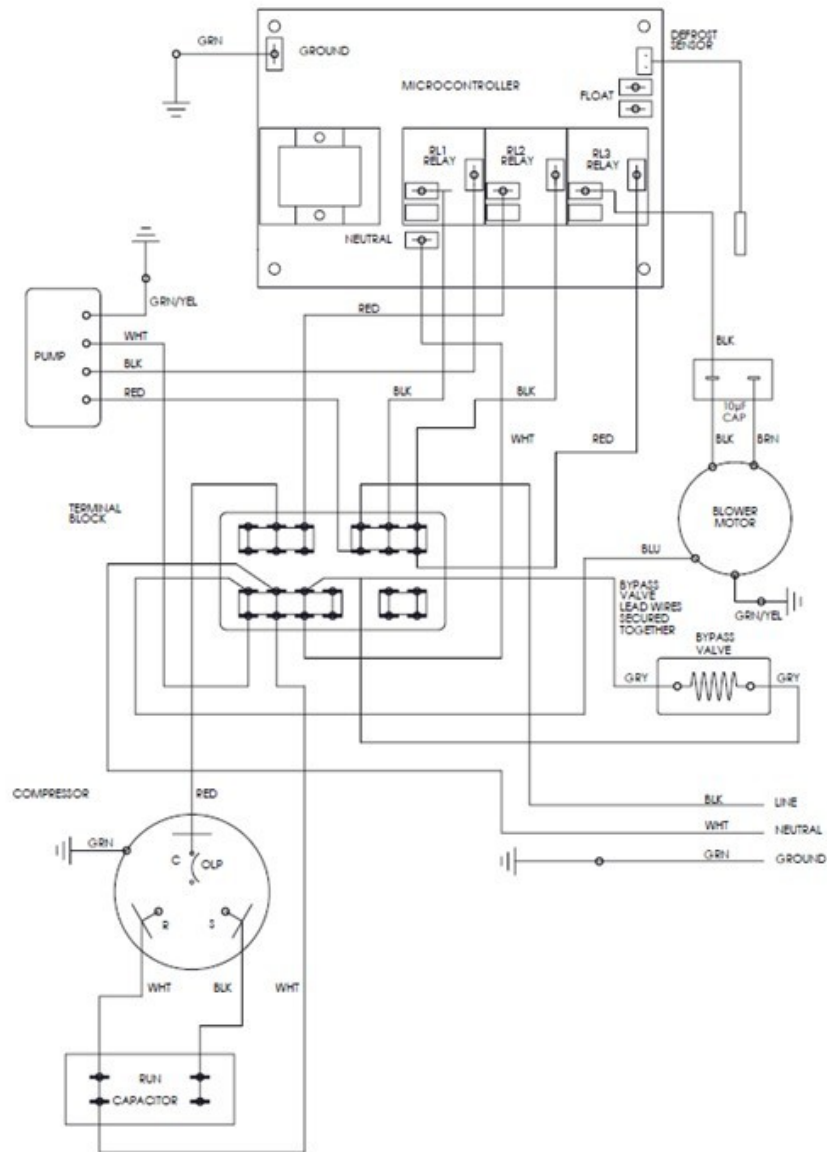 GRN
GROUND
DEFROST
SENSOR
MICROCONTROLLER
FLOAT
RL1
RELAY
RL2
RELAY
RL3
RELAY
NEUTRAL
GRN/YEL
RED
WHT
PUMP
BLK
BLK
RED
BLK
BLK
10µF
CAP
WHT
RED
BLK
BRN
TERMINAL
BLOCK
BLOWER
MOTOR
BLU
BYPASS
VALVE
LEAD WIRES
SECURED
TOGETHER
GRN/YEL
BYPASS
VALVE
GRY
GRY
COMPRESSOR
RED
BLK
LINE
WHT
NEUTRAL
GRN
GROUND
GRN
C
OLP
R
S
WHT
BLK
WHT
RUN
CAPACITOR